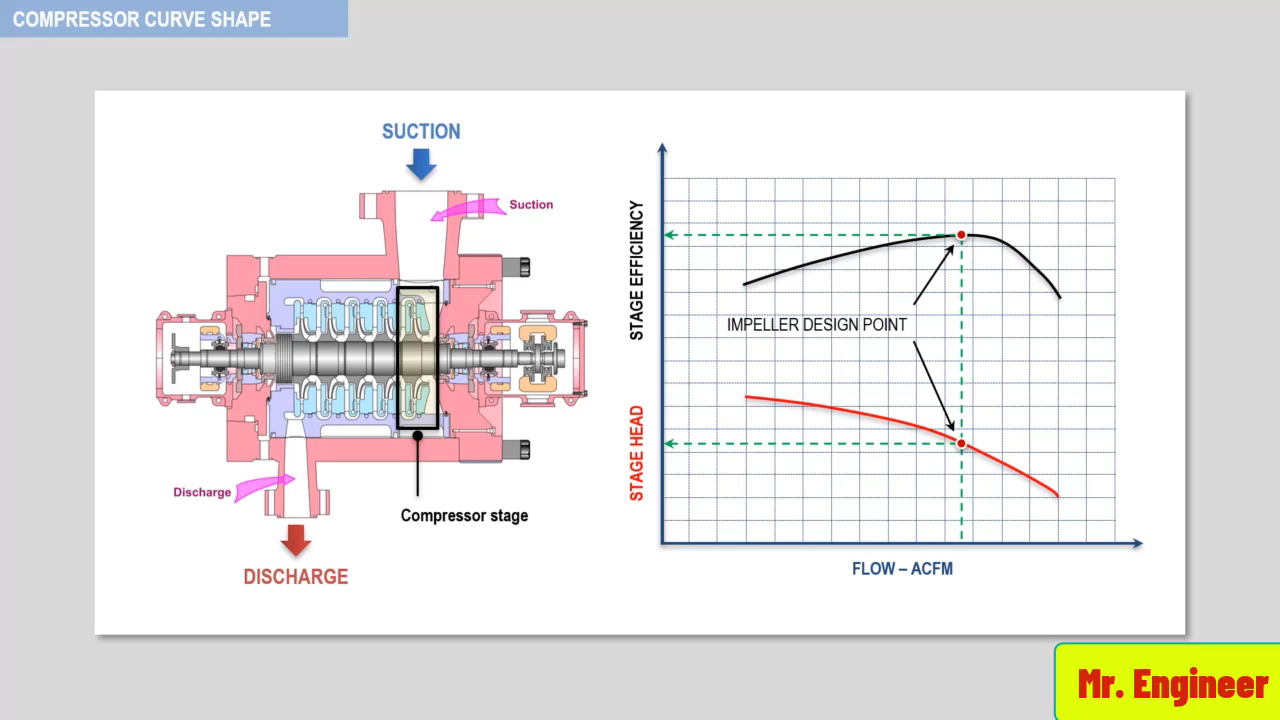 COMPRESSOR CURVE SHAPE
SUCTION
Suction
Discharge
Compressor stage
DISCHARGE
STAGE EFFICIENCY
IMPELLER DESIGN POINT
STAGE HEAD
FLOW – ACFM
Mr. Engineer